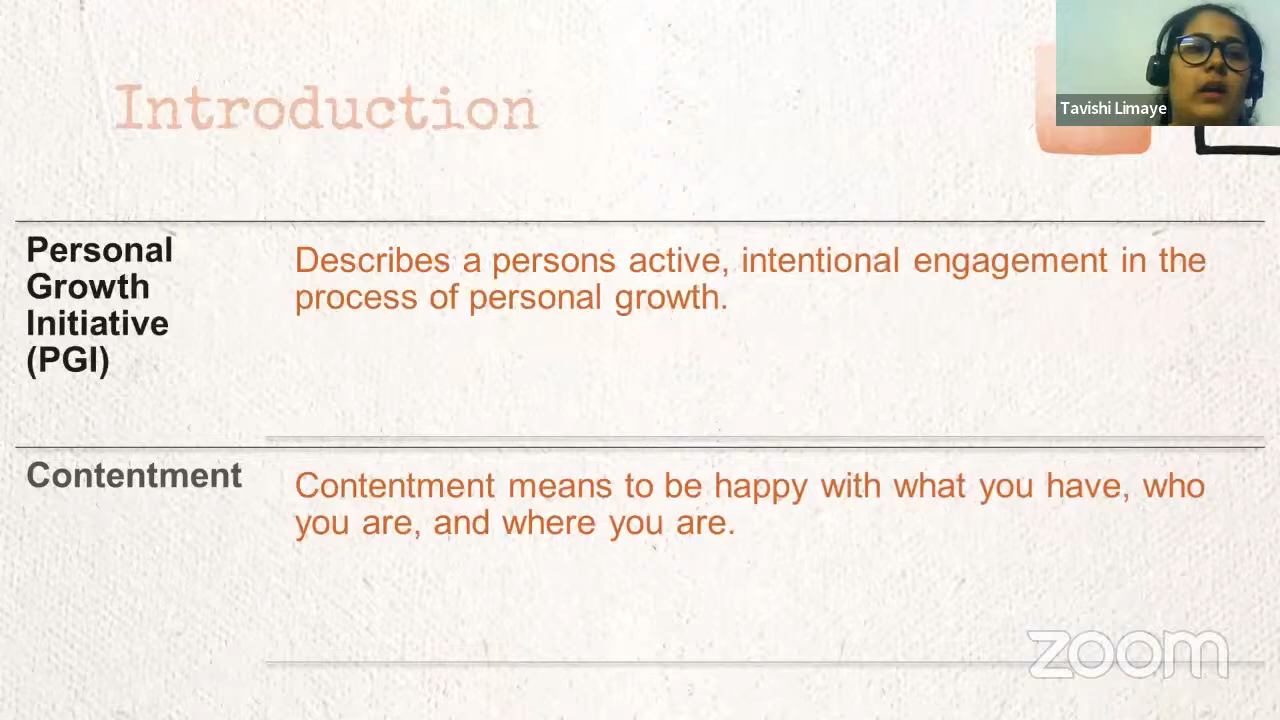 Introduction
Tavishi Limaye
Personal
Growth
Initiative
(PGI)
Describes a persons active, intentional engagement in the
process of personal growth.
Contentment
Contentment means to be happy with what you have, who
you are, and where you are.
zoom